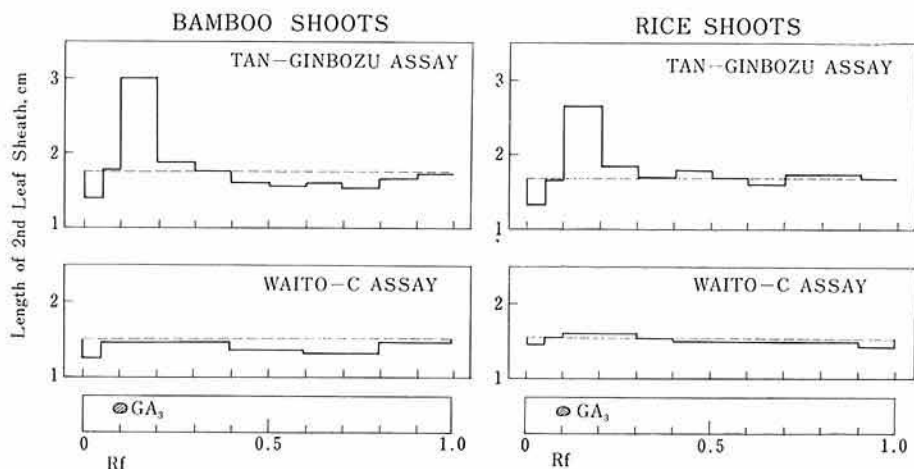 BAMBOO SHOOTS
TAN-GINBOZU ASSAY
3
2
1
WAITO-C ASSAY
2
1
GA₃
0 0.5 1.0
Rf
Length of 2nd Leaf Sheath, cm
RICE SHOOTS
TAN-GINBOZU ASSAY
3
2
1
WAITO-C ASSAY
2
1
GA₃
0 0.5 1.0
Rf